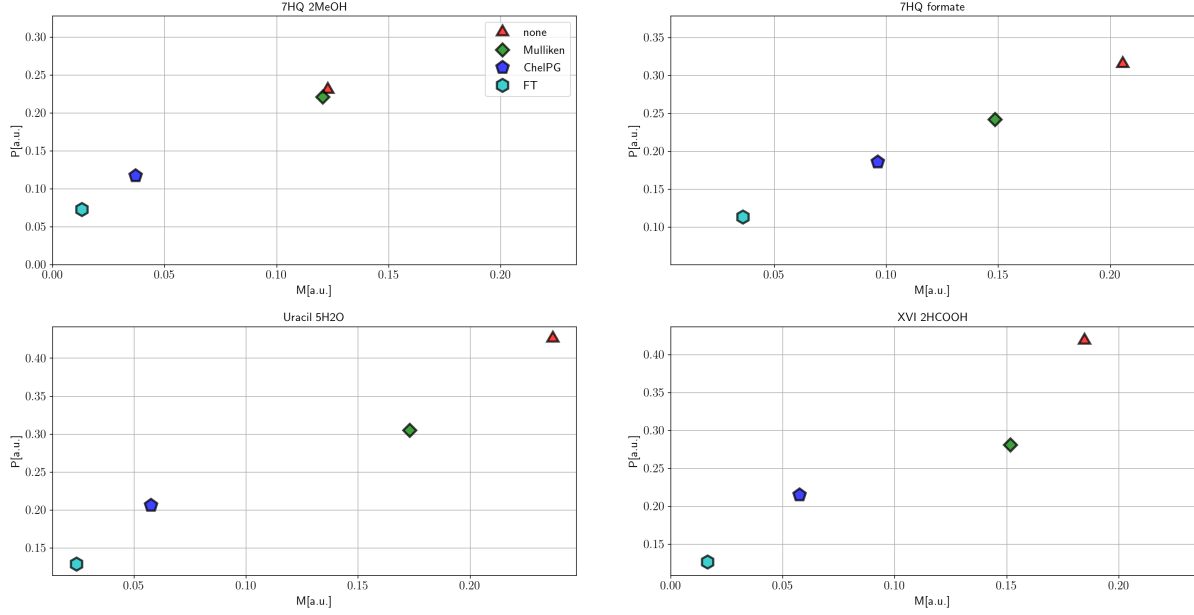 7HQ 2MeOH
P[a.u.]
0.30
0.25
0.20
0.15
0.10
0.05
0.00
0.00 0.05 0.10 0.15 0.20
M[a.u.]
none
Mulliken
ChelPG
FT
7HQ formate
P[a.u.]
0.35
0.30
0.25
0.20
0.15
0.10
0.05 0.10 0.15 0.20
M[a.u.]
Uracil 5H2O
P[a.u.]
0.40
0.35
0.30
0.25
0.20
0.15
0.05 0.10 0.15 0.20
M[a.u.]
XVI 2HCOOH
P[a.u.]
0.40
0.35
0.30
0.25
0.20
0.15
0.00 0.05 0.10 0.15 0.20
M[a.u.]